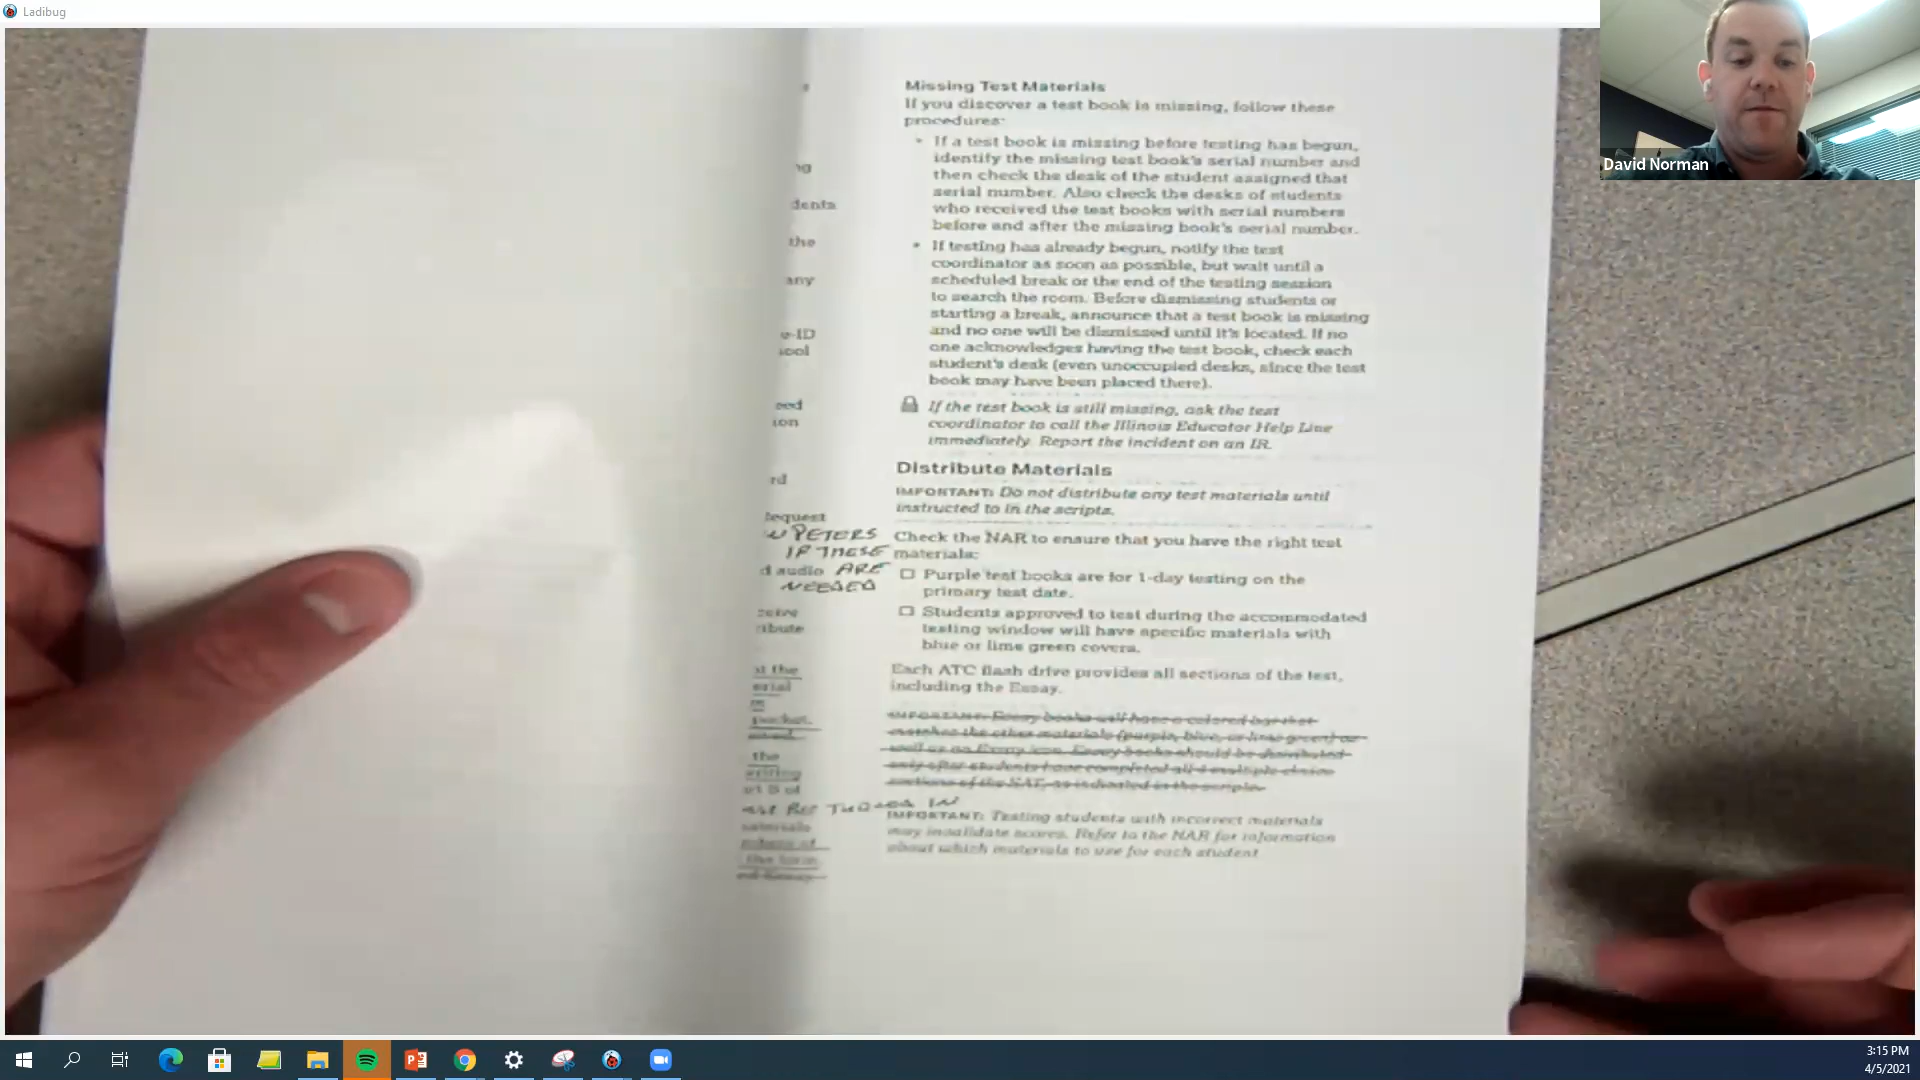 Ladibug
David Norman
dents
the
any
Missing Test Materials
If you discover a test book is missing, follow these
procedures:
• If a test book is missing before testing has begun,
identify the missing test book's serial number and
then check the desk of the student assigned that
serial number. Also check the desks of students
who received the test books with serial numbers
before and after the missing book's serial number.
• If testing has already begun, notify the test
coordinator as soon as possible, but wait until a
scheduled break or the end of the testing session
to search the room. Before dismissing students or
starting a break, announce that a test book is missing
and no one will be dismissed until it's located. If no
one acknowledges having the test book, check each
student's desk (even unoccupied desks, since the test
book may have been placed there).
If the test book is still missing, ask the test
coordinator to call the Illinois Educator Help Line
immediately. Report the incident on an IR.
Distribute Materials
IMPORTANT: Do not distribute any test materials until
instructed to in the scripts.
PETERS
IF THESE
audio ARE
NEEDED
Check the NAR to ensure that you have the right test
materials:
□ Purple test books are for 1-day testing on the
primary test date.
□ Students approved to test during the accommodated
testing window will have specific materials with
blue or lime green covers.
Each ATC flash drive provides all sections of the test,
including the Essay.
IMPORTANT: Essay books will have a colored bar that
matches the other materials (purple, blue, or lime green) as
well as an Essay icon. Essay books should be distributed
only after students have completed all 4 multiple-choice
sections of the SAT, as indicated in the scripts.
IMPORTANT: Testing students with incorrect materials
may invalidate scores. Refer to the NAR for information
about which materials to use for each student
3:15 PM
4/5/2021